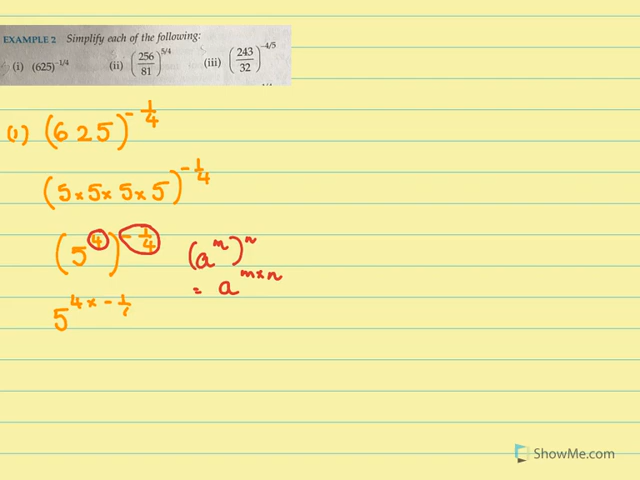 EXAMPLE 2 Simplify each of the following:
(i) (625)^{-1/4} (ii) (256/81)^{5/4} (iii) (243/32)^{-4/5}
(i) (625)^{-1/4}
(5×5×5×5)^{-1/4}
(5^4)^{-1/4} (a^m)^n
= a^{m×n}
5^{4×-1/
ShowMe.com